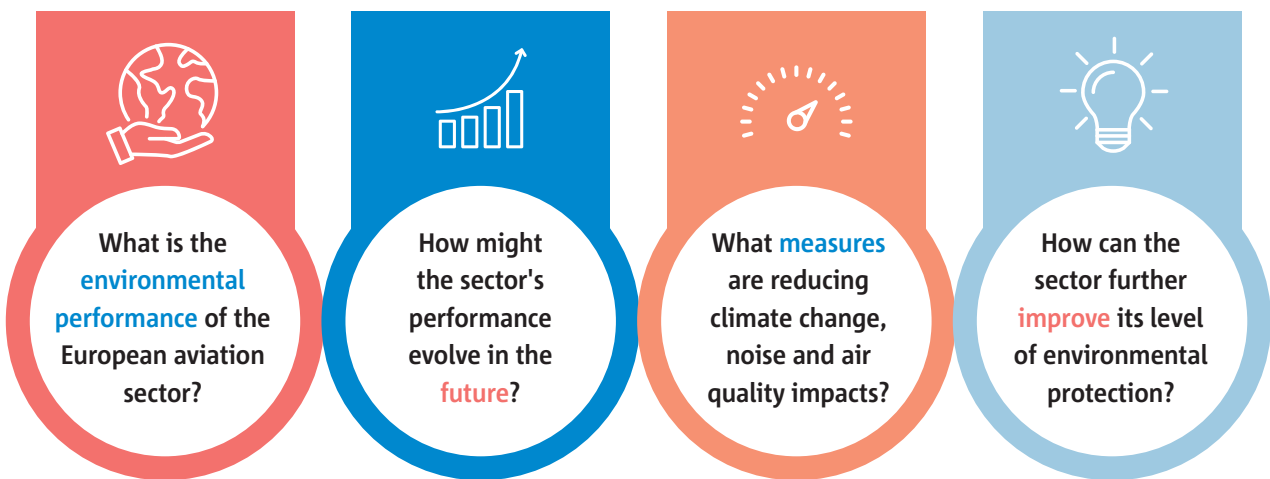 What is the
environmental
performance of the
European aviation
sector?
How might
the sector's
performance
evolve in the
future?
What measures
are reducing
climate change,
noise and air
quality impacts?
How can the
sector further
improve its level
of environmental
protection?